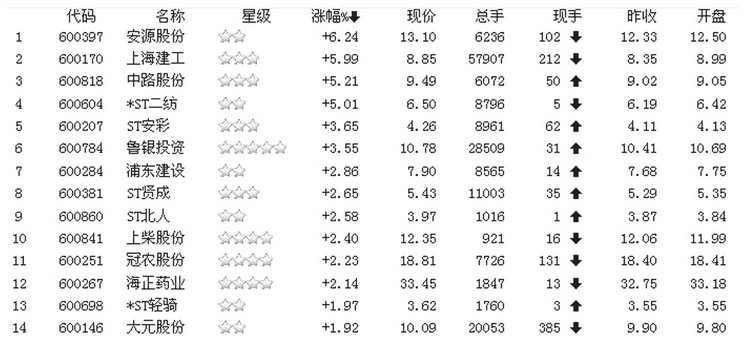 代码 名称 星级 涨幅%↓ 现价 总手 现手 昨收 开盘
1 600397 安源股份 ☆☆ +6.24 13.10 6236 102 ↓ 12.33 12.50
2 600170 上海建工 ☆☆☆ +5.99 8.85 57907 212 ↓ 8.35 8.99
3 600818 中路股份 ☆☆☆ +5.21 9.49 6072 50 ↑ 9.02 9.05
4 600604 *ST二纺 ☆☆ +5.01 6.50 8796 5 ↓ 6.19 6.42
5 600207 ST安彩 ☆☆☆ +3.65 4.26 8961 62 ↑ 4.11 4.13
6 600784 鲁银投资 ☆☆☆☆☆ +3.55 10.78 28509 31 ↑ 10.41 10.69
7 600284 浦东建设 ☆☆ +2.86 7.90 8565 14 ↑ 7.68 7.75
8 600381 ST贤成 ☆☆☆ +2.65 5.43 11003 35 ↑ 5.29 5.35
9 600860 ST北人 ☆☆ +2.58 3.97 1016 1 ↑ 3.87 3.84
10 600841 上柴股份 ☆☆☆☆ +2.40 12.35 921 16 ↓ 12.06 11.99
11 600251 冠农股份 ☆☆☆☆ +2.23 18.81 7726 131 ↓ 18.40 18.41
12 600267 海正药业 ☆☆☆☆ +2.14 33.45 1847 13 ↓ 32.75 33.18
13 600698 *ST轻骑 ☆☆ +1.97 3.62 1760 3 ↑ 3.55 3.55
14 600146 大元股份 ☆☆ +1.92 10.09 20053 385 ↓ 9.90 9.80